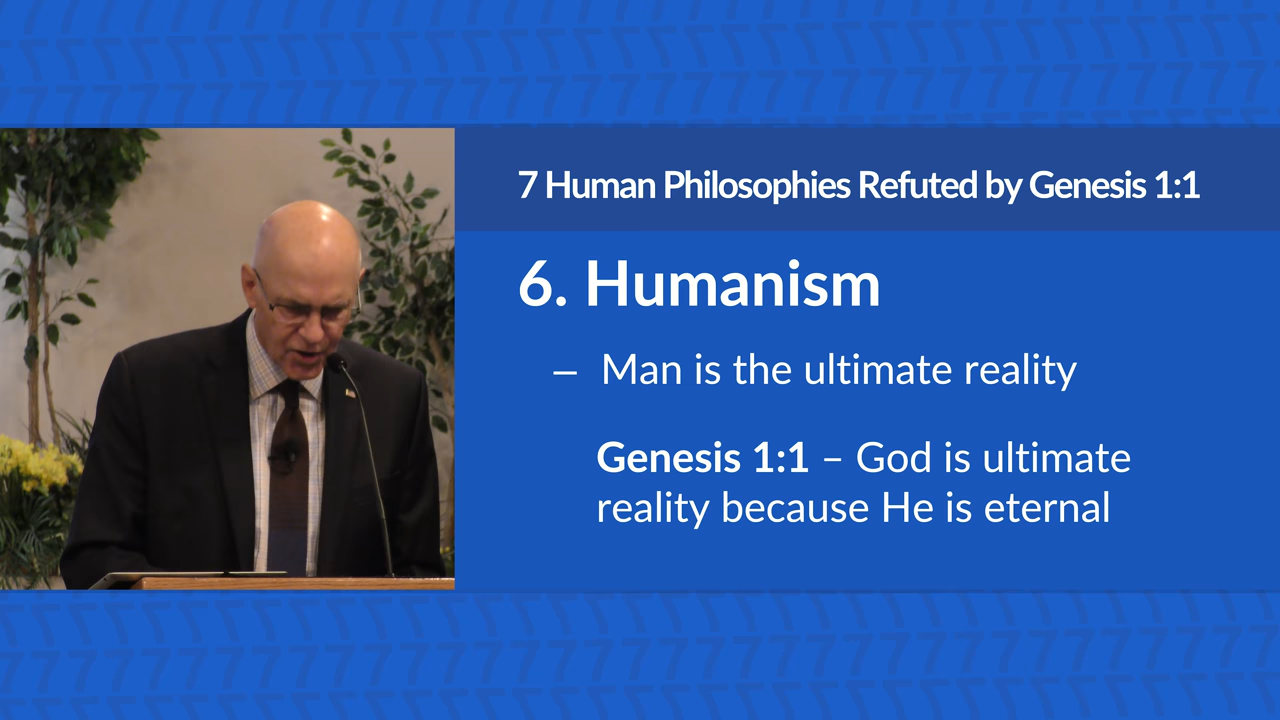 7 Human Philosophies Refuted by Genesis 1:1
6. Humanism
– Man is the ultimate reality
Genesis 1:1 – God is ultimate
reality because He is eternal